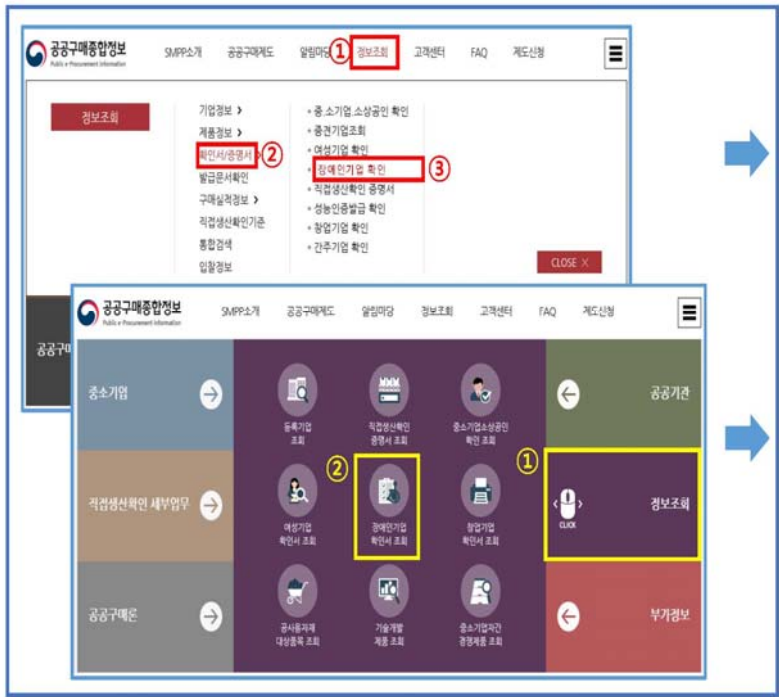 공공구매종합정보
Public e-Procurement Information
SMPP소개 공공구매제도 알림마당 ① 정보조회 고객센터 FAQ 제도신청
정보조회
기업정보 >
제품정보 >
확인서/증명서 > ②
발급문서확인
구매실적정보 >
직접생산확인기준
통합검색
입찰정보
• 중.소기업.소상공인 확인
• 중견기업조회
• 여성기업 확인
• 장애인기업 확인 ③
• 직접생산확인 증명서
• 성능인증발급 확인
• 창업기업 확인
• 간주기업 확인
CLOSE ×
공공구매종합정보
Public e-Procurement Information
SMPP소개 공공구매제도 알림마당 정보조회 고객센터 FAQ 제도신청
공공구
중소기업
직접생산확인 세부업무
공공구매론
등록기업
조회
직접생산확인
증명서 조회
중소기업소상공인
확인 조회
여성기업
확인서 조회
②
장애인기업
확인서 조회
창업기업
확인서 조회
공사용자재
대상품목 조회
기술개발
제품 조회
중소기업자간
경쟁제품 조회
공공기관
①
CLICK
정보조회
부가정보